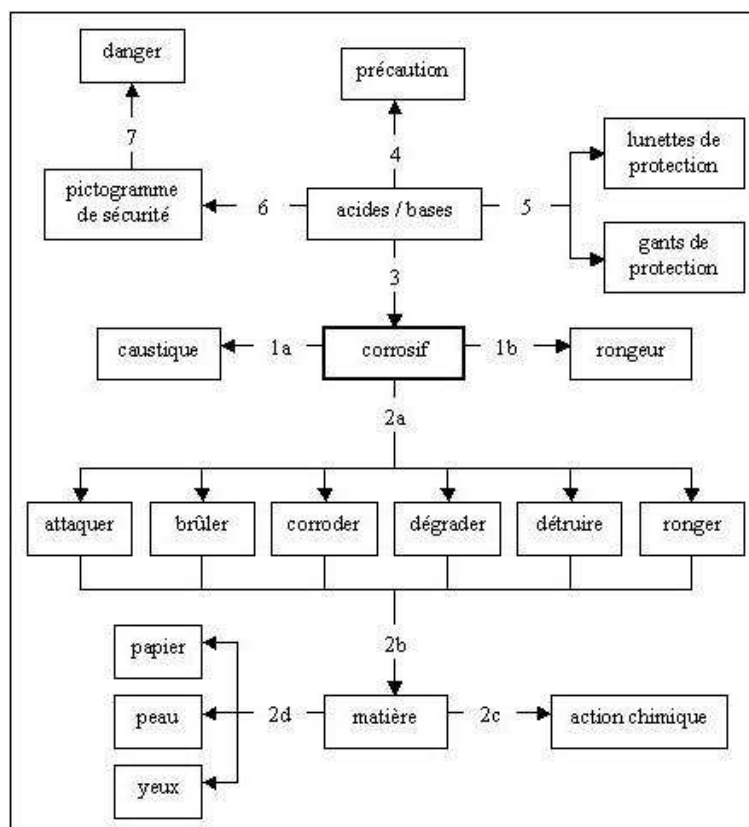 danger
précaution
7
4
lunettes de
protection
pictogramme
de sécurité
6
acides / bases
5
gants de
protection
3
caustique
1a
corrosif
1b
rongeur
2a
attaquer
brûler
corroder
dégrader
détruire
ronger
2b
papier
peau
2d
matière
2c
action chimique
yeux